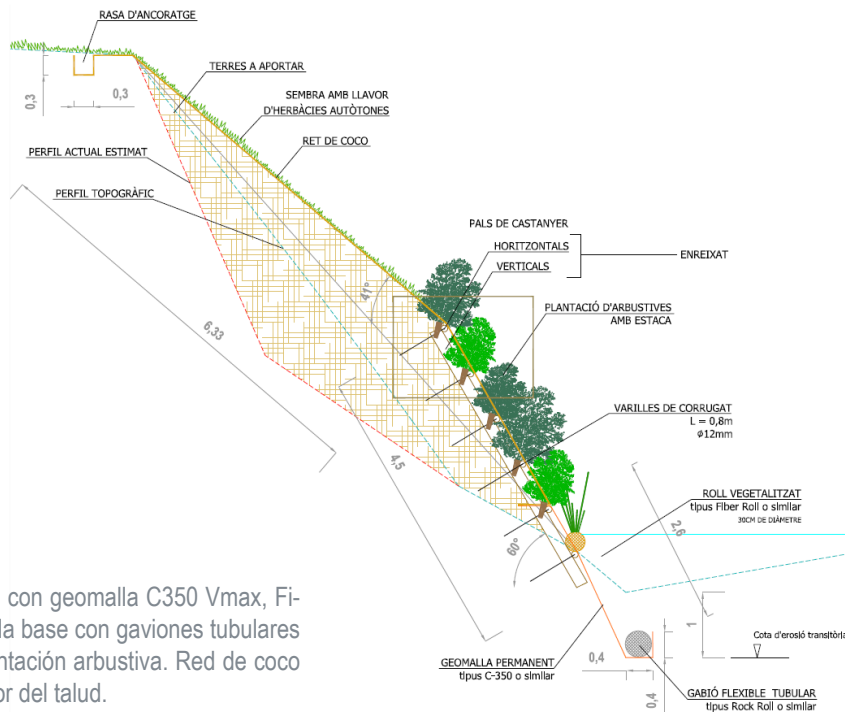 RASA D'ANCORATGE
0,3
0,3
TERRES A APORTAR
SEMBRA AMB LLAVOR
D'HERBÀCIES AUTÒTONES
RET DE COCO
PERFIL ACTUAL ESTIMAT
PERFIL TOPOGRÀFIC
PALS DE CASTANYER
HORITZONTALS
VERTICALS
ENREIXAT
41°
6,33
PLANTACIÓ D'ARBUSTIVES
AMB ESTACA
VARILLES DE CORRUGAT
L = 0,8m
ø12mm
4,5
ROLL VEGETALITZAT
tipus Fiber Roll o similar
30CM DE DIÀMETRE
2,6
60°
con geomalla C350 Vmax, Fi-
la base con gaviones tubulares
ntación arbustiva. Red de coco
or del talud.
1
Cota d'erosió transitòria
GEOMALLA PERMANENT
tipus C-350 o similar
0,4
0,4
GABIÓ FLEXIBLE TUBULAR
tipus Rock Roll o similar